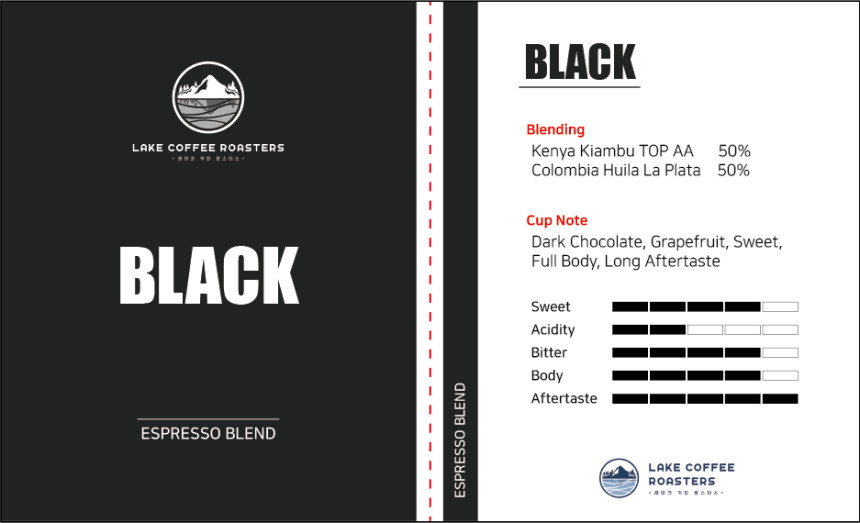 LAKE COFFEE ROASTERS
· 레이크 커피 로스터스 ·
BLACK
ESPRESSO BLEND
ESPRESSO BLEND
BLACK
Blending
Kenya Kiambu TOP AA 50%
Colombia Huila La Plata 50%
Cup Note
Dark Chocolate, Grapefruit, Sweet,
Full Body, Long Aftertaste
Sweet
Acidity
Bitter
Body
Aftertaste
LAKE COFFEE
ROASTERS
· 레이크 커피 로스터스 ·